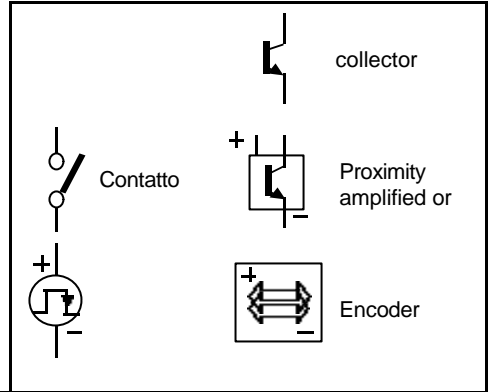 collector
Contatto
Proximity
amplified or
Encoder